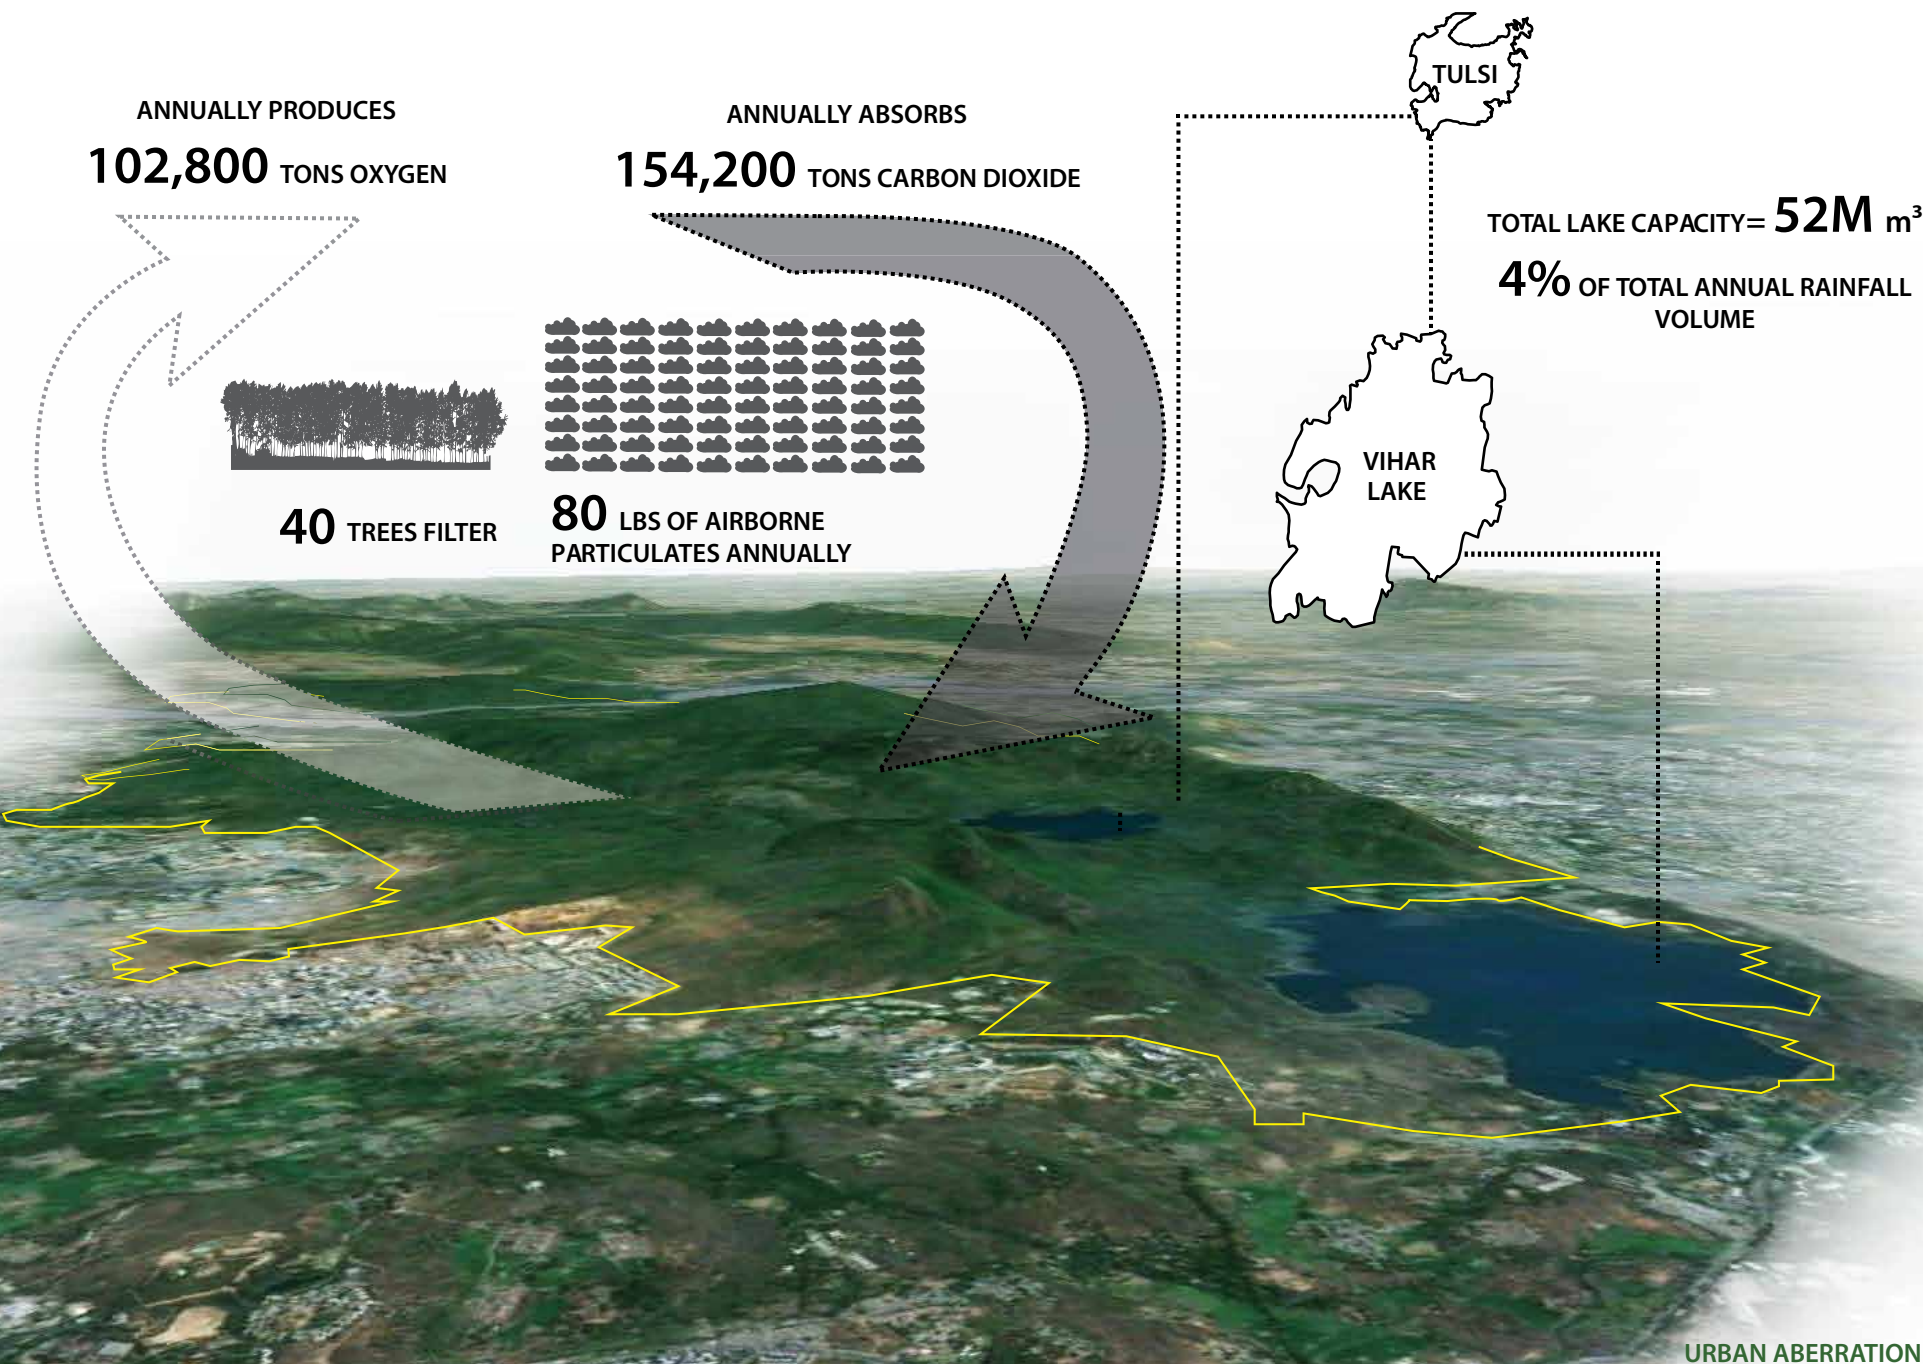 ANNUALLY PRODUCES
102,800 TONS OXYGEN
ANNUALLY ABSORBS
154,200 TONS CARBON DIOXIDE
40 TREES FILTER
80 LBS OF AIRBORNE
PARTICULATES ANNUALLY
TULSI
TOTAL LAKE CAPACITY= 52M m³
4% OF TOTAL ANNUAL RAINFALL
VOLUME
VIHAR
LAKE
URBAN ABERRATION